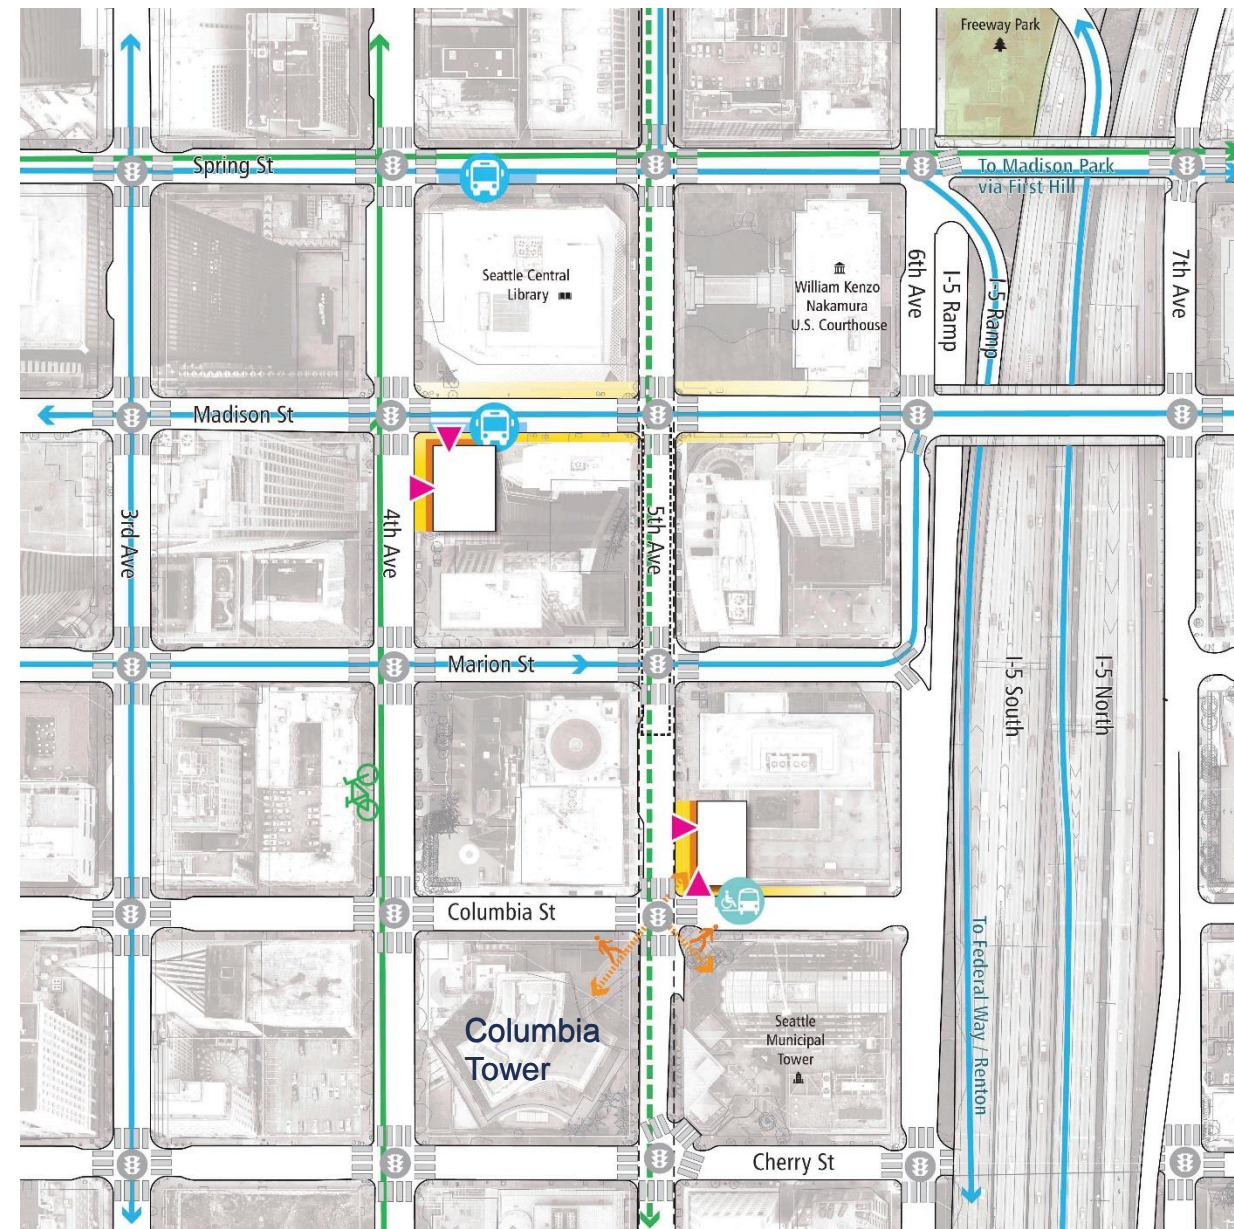 Freeway Park
Spring St
To Madison Park
via First Hill
Seattle Central
Library
William Kenzo
Nakamura
U.S. Courthouse
6th Ave
I-5 Ramp
I-5 Ramp
7th Ave
Madison St
3rd Ave
4th Ave
5th Ave
Marion St
I-5 South
I-5 North
Columbia St
To Federal Way / Renton
Columbia
Tower
Seattle
Municipal
Tower
Cherry St